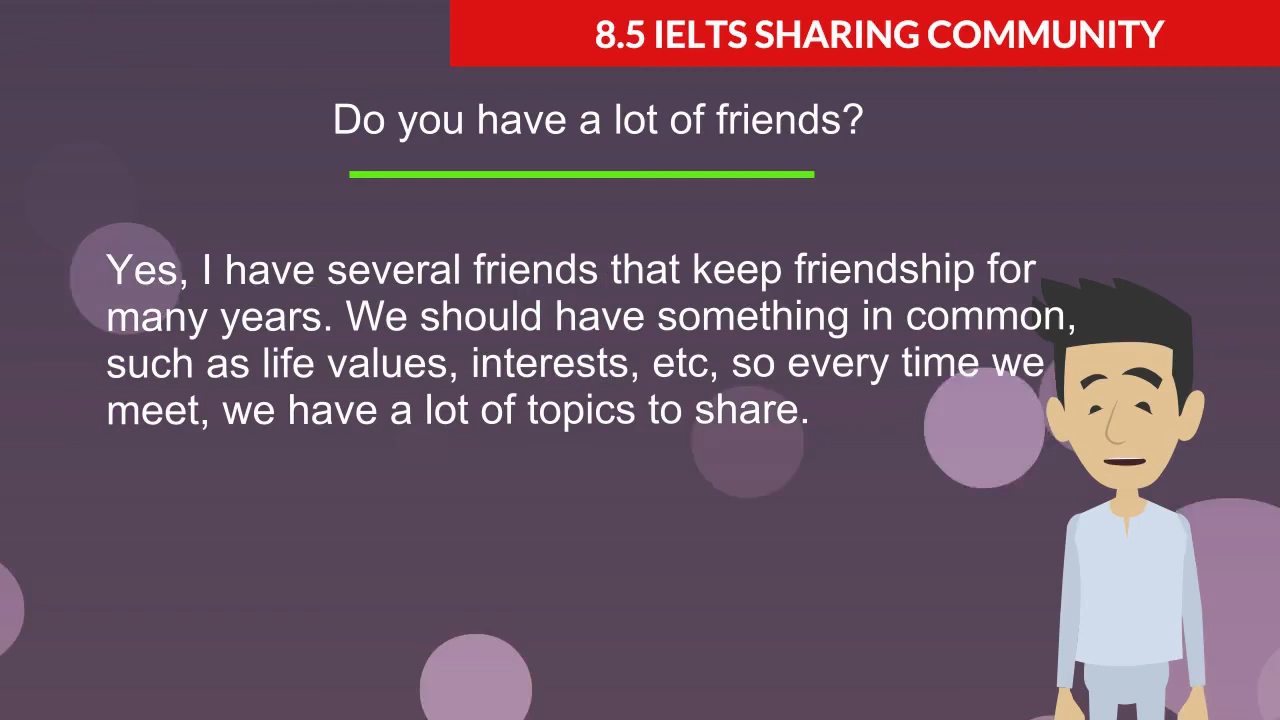 8.5 IELTS SHARING COMMUNITY
Do you have a lot of friends?
Yes, I have several friends that keep friendship for
many years. We should have something in common,
such as life values, interests, etc, so every time we
meet, we have a lot of topics to share.